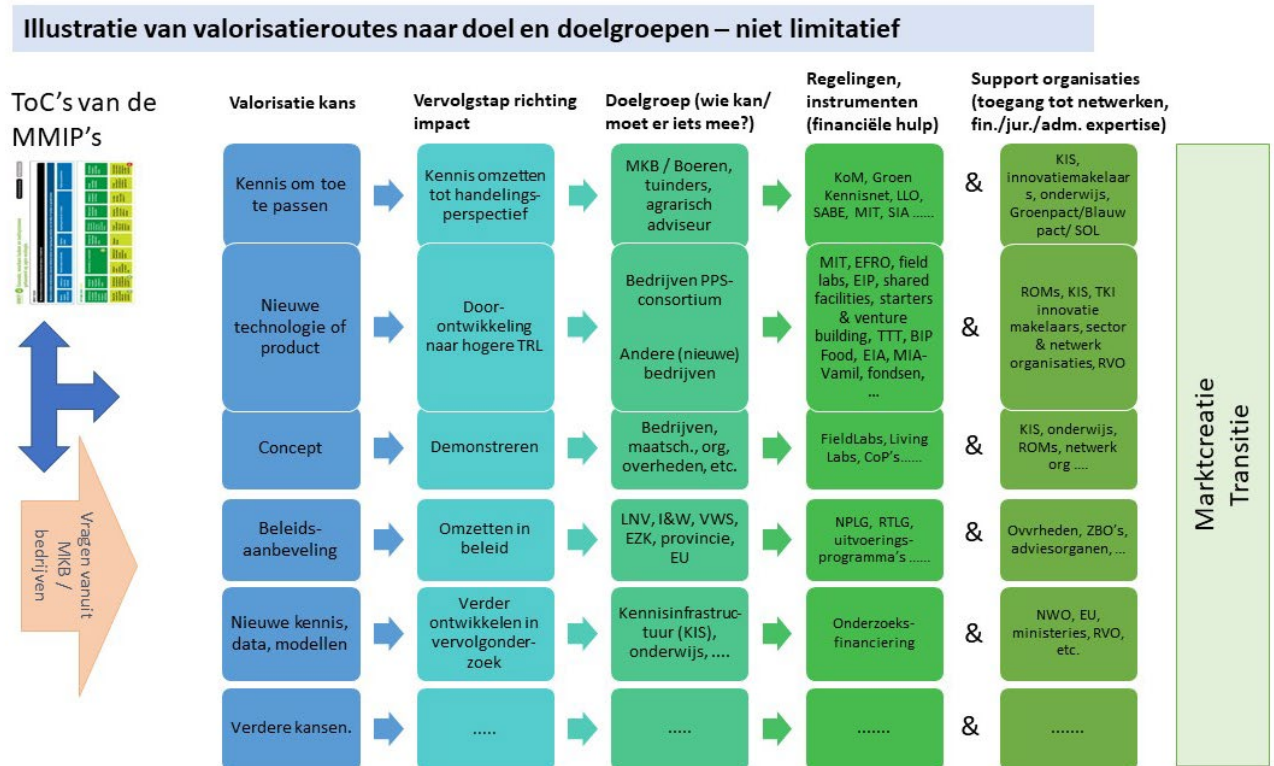 Illustratie van valorisatieroutes naar doel en doelgroepen – niet limitatief
ToC's van de
MMIP's
Valorisatie kans
Vervolgstap richting
impact
Doelgroep (wie kan/
moet er iets mee?)
Regelingen,
instrumenten
(financiële hulp)
Support organisaties
(toegang tot netwerken,
fin./jur./adm. expertise)
Kennis om toe
te passen
Kennis omzetten
tot handelings-
perspectief
MKB / Boeren,
tuinders,
agrarisch
adviseur
KoM, Groen
Kennisnet, LLO,
SABE, MIT, SIA ......
&
KIS,
innovatiemakelaar
s, onderwijs,
Groenpact/Blauw
pact/ SOL
Nieuwe
technologie of
product
Door-
ontwikkeling
naar hogere TRL
Bedrijven PPS-
consortium
Andere (nieuwe)
bedrijven
MIT, EFRO, field
labs, EIP, shared
facilities, starters
& venture
building, TTT, BIP
Food, EIA, MIA-
Vamil, fondsen,
...
&
ROMs, KIS, TKI
innovatie
makelaars, sector
& netwerk
organisaties, RVO
Concept
Demonstreren
Bedrijven,
maatsch., org,
overheden, etc.
FieldLabs, Living
Labs, CoP's......
&
KIS, onderwijs,
ROMs, netwerk
org ....
Beleids-
aanbeveling
Omzetten in
beleid
LNV, I&W, VWS,
EZK, provincie,
EU
NPLG, RTLG,
uitvoerings-
programma's ......
&
Ovvrheden, ZBO's,
adviesorganen, ...
Nieuwe kennis,
data, modellen
Verder
ontwikkelen in
vervolgonder-
zoek
Kennisinfrastruc-
tuur (KIS),
onderwijs, ....
Onderzoeks-
financiering
&
NWO, EU,
ministeries, RVO,
etc.
Verdere kansen.
.....
.....
.......
&
.......
Vragen vanuit
MKB /
bedrijven
Marktcreatie
Transitie